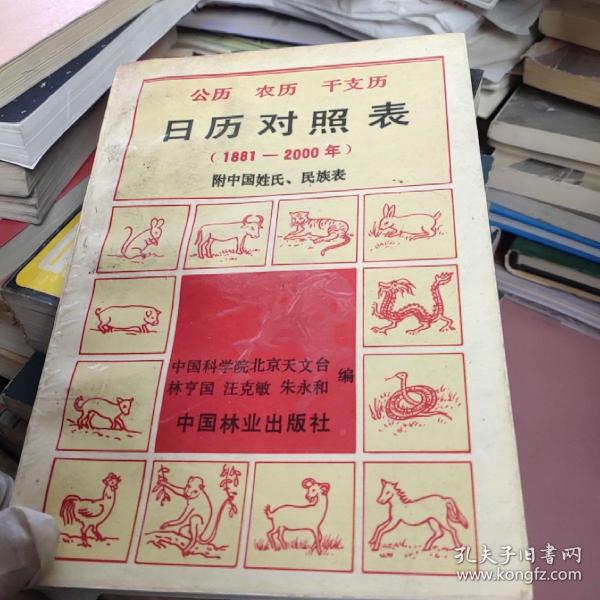 公历 农历 干支历
日历对照表
(1881—2000年)
附中国姓氏、民族表
中国科学院北京天文台
林亨国 汪克敏 朱永和 编
中国林业出版社
孔夫子旧书网
www.kongfz.com